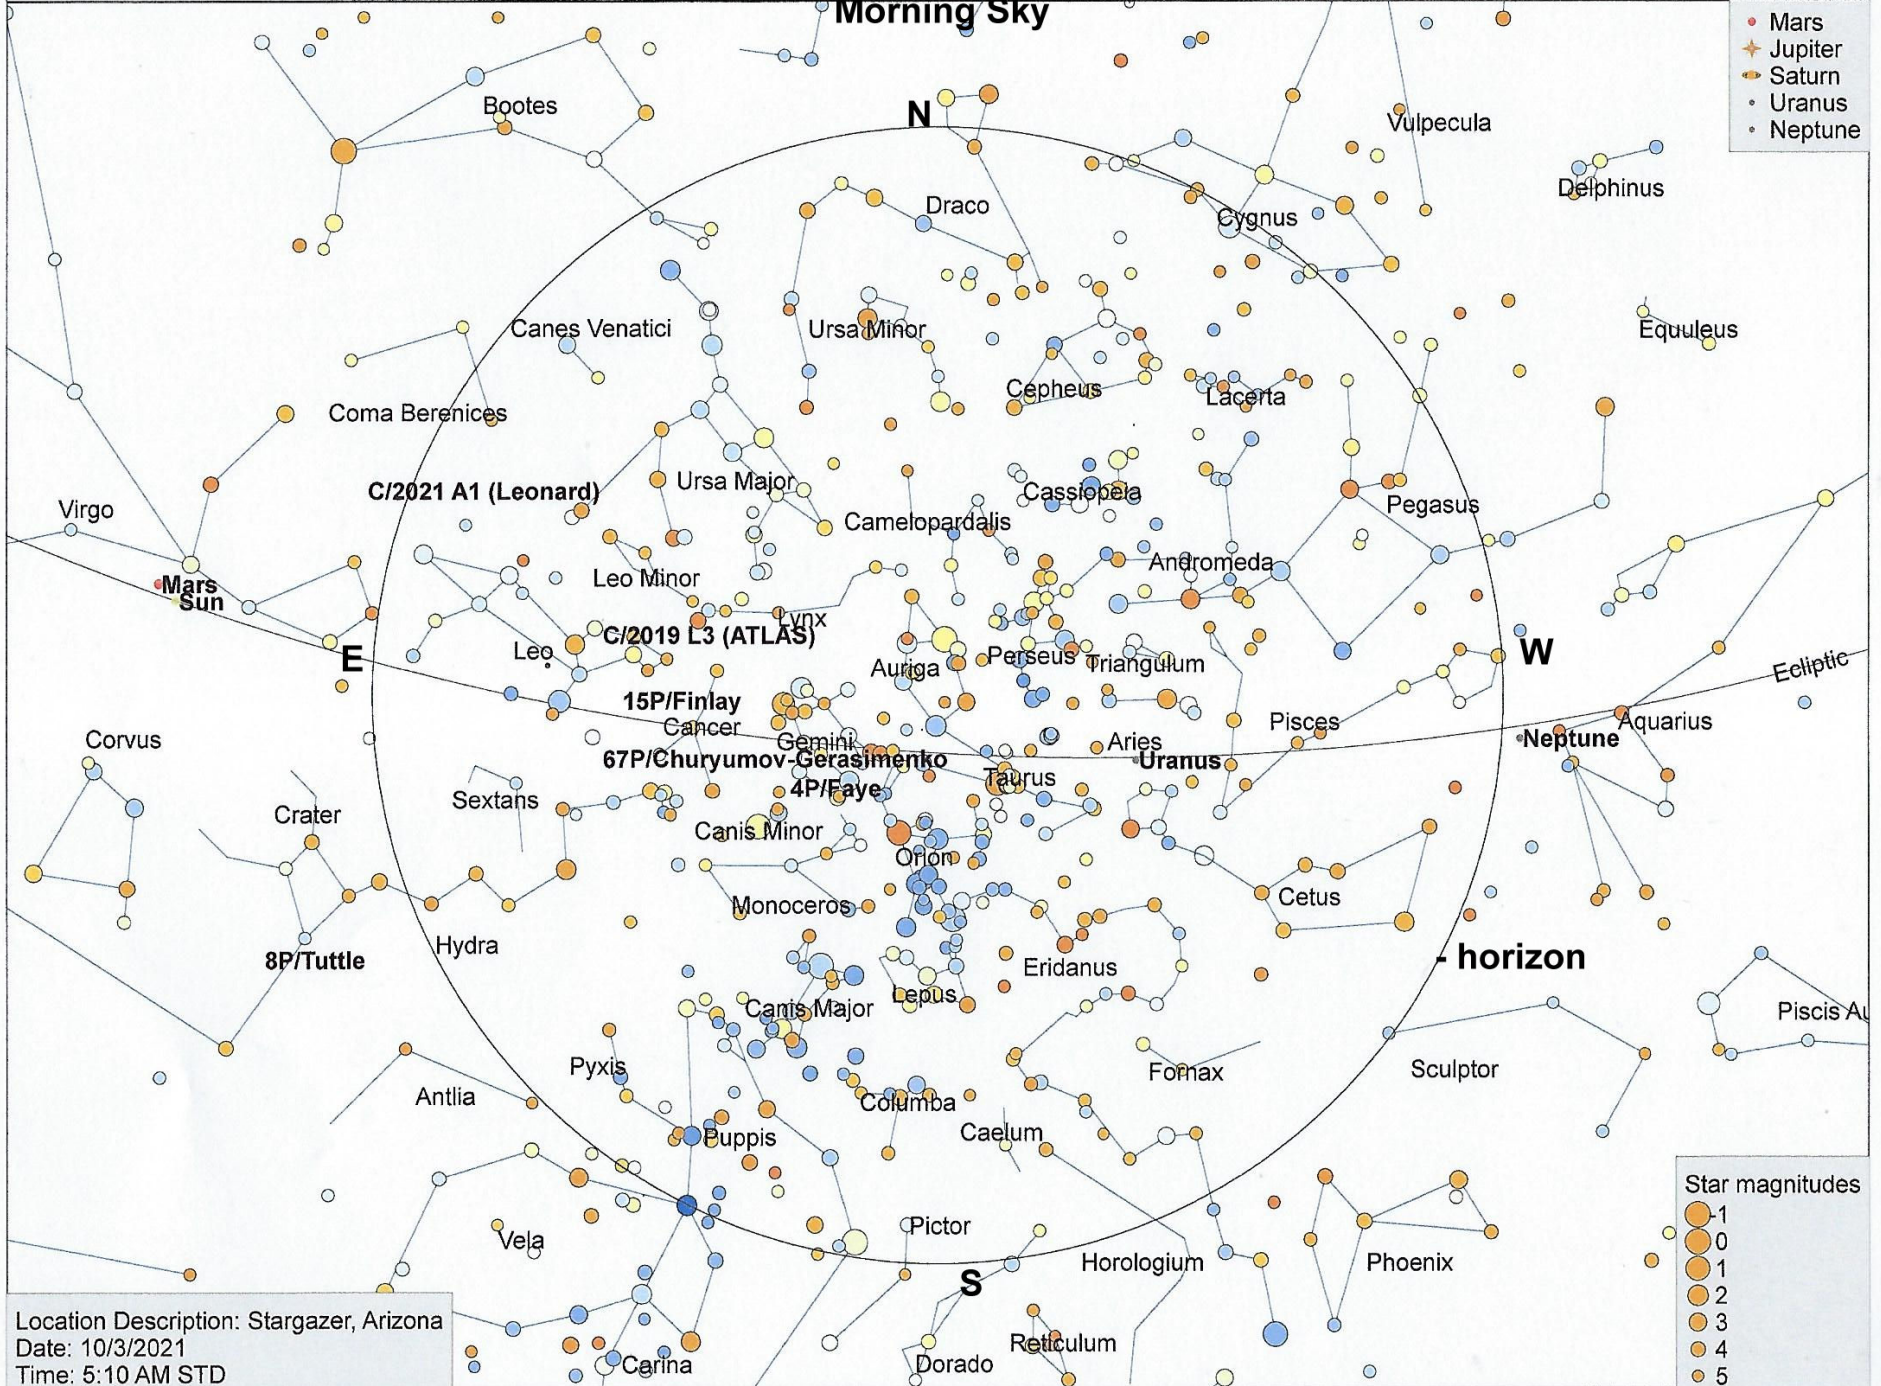 Morning Sky
Mars
Jupiter
Saturn
Uranus
Neptune
N
Bootes
Vulpecula
Delphinus
Draco
Cygnus
Canes Venatici
Ursa Minor
Equuleus
Cepheus
Lacerta
Coma Berenices
C/2021 A1 (Leonard)
Ursa Major
Cassiopeia
Pegasus
Virgo
Camelopardalis
Andromeda
Leo Minor
Mars
Sun
Lynx
C/2019 L3 (ATLAS)
E
Leo
Auriga
Perseus
Triangulum
W
Ecliptic
15P/Finlay
Cancer
Gemini
Pisces
Aquarius
Corvus
Aries
Neptune
67P/Churyumov-Gerasimenko
Uranus
4P/Faye
Taurus
Sextans
Crater
Canis Minor
Orion
Monoceros
Cetus
Hydra
8P/Tuttle
- horizon
Eridanus
Lepus
Canis Major
Piscis Au
Pyxis
Fornax
Sculptor
Antlia
Columba
Puppis
Caelum
Star magnitudes
-1
0
1
2
3
4
5
Pictor
Vela
Horologium
Phoenix
S
Reticulum
Carina
Dorado
Location Description: Stargazer, Arizona
Date: 10/3/2021
Time: 5:10 AM STD